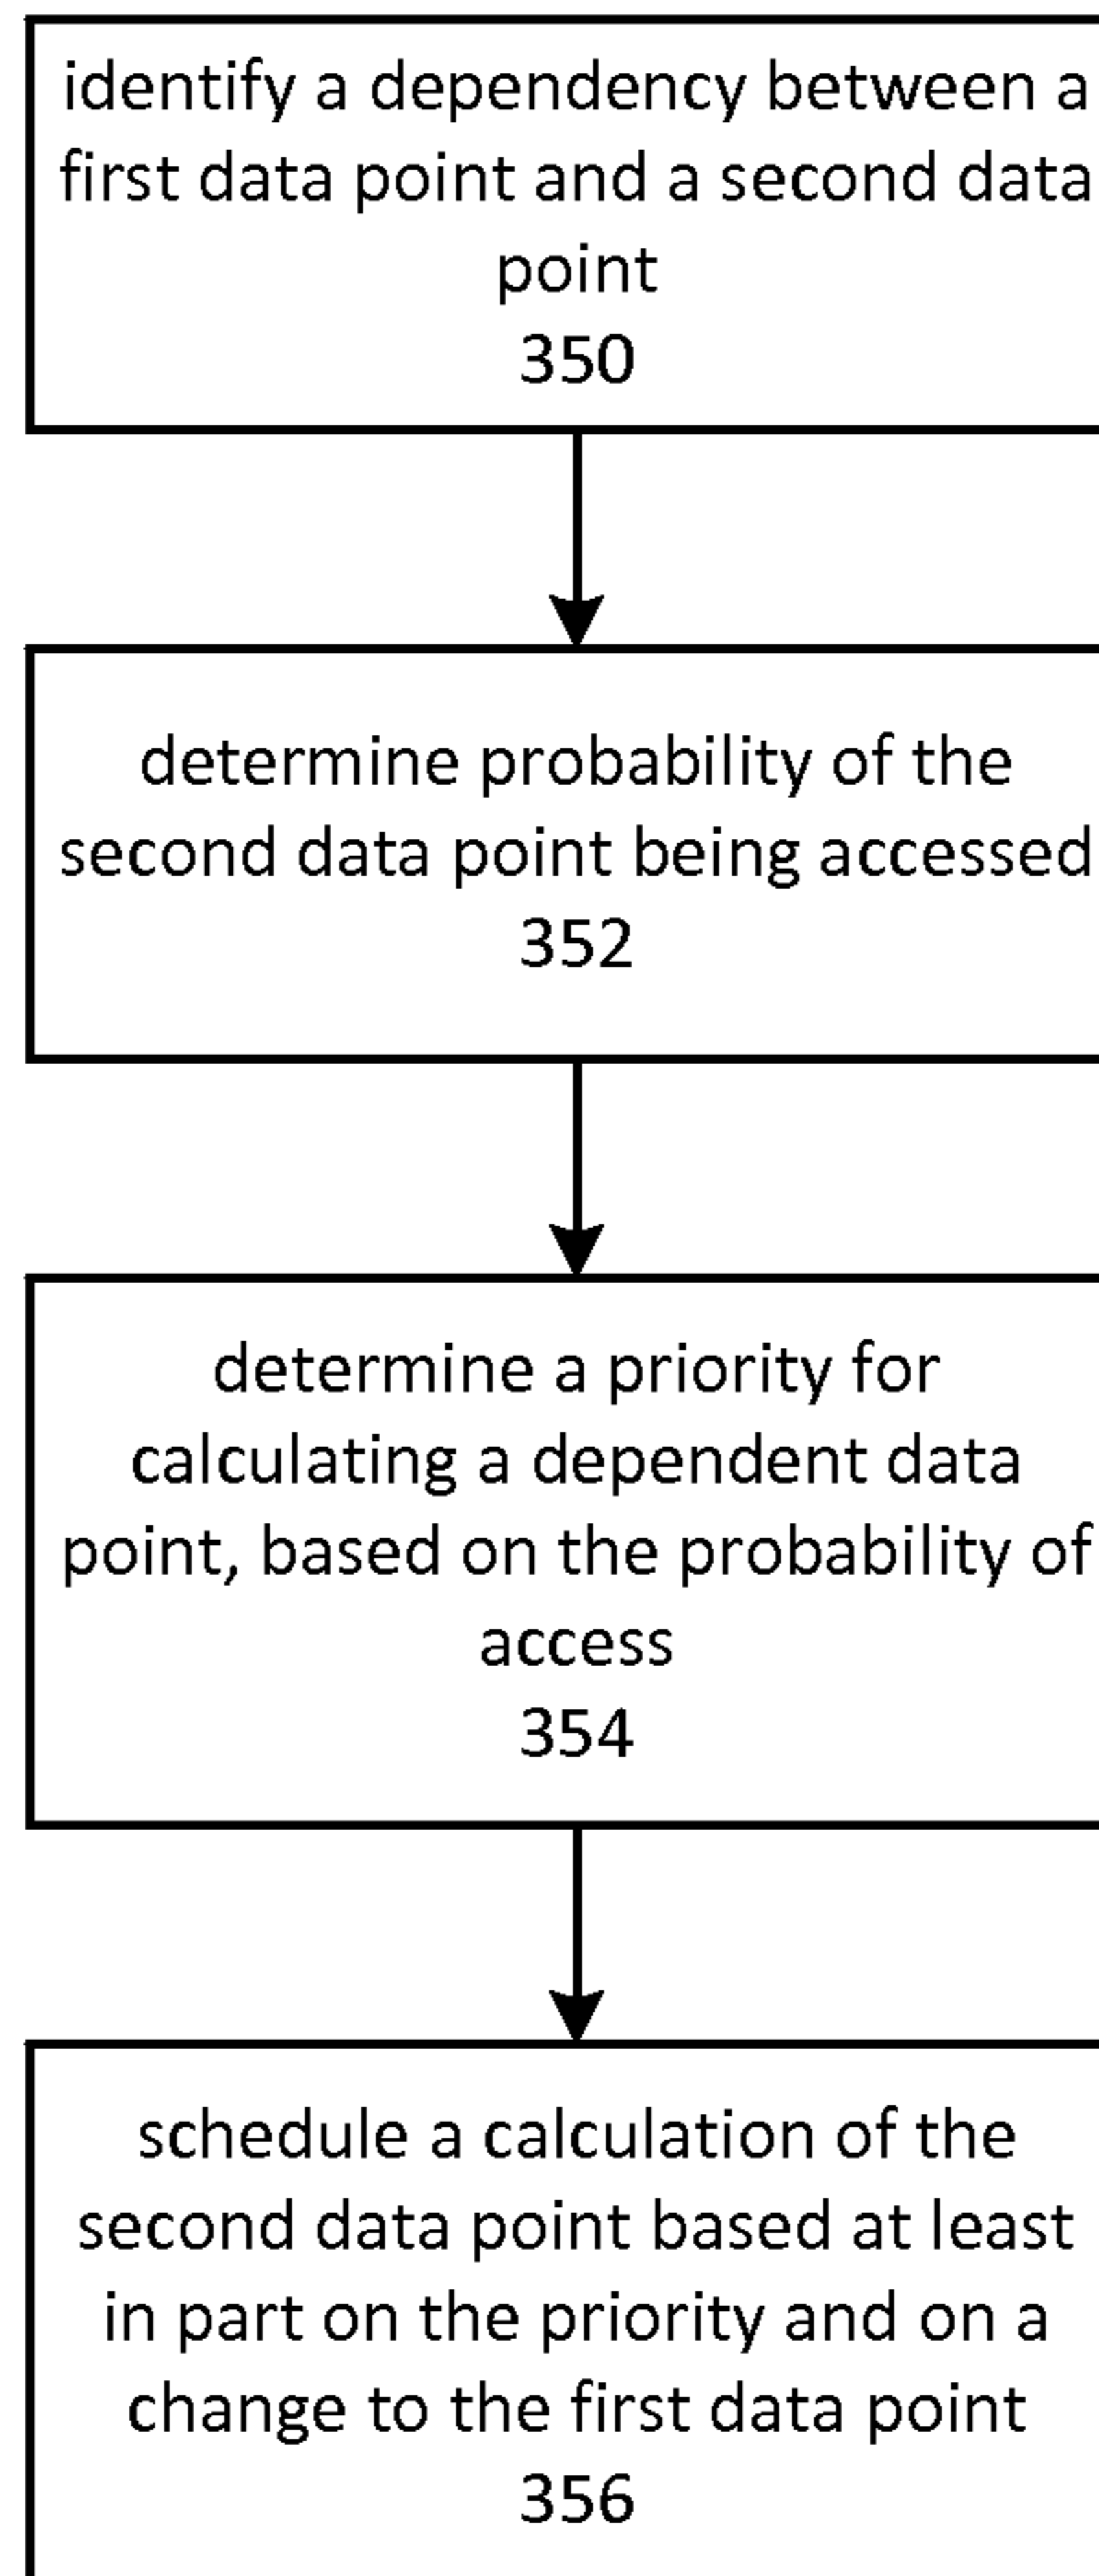 identify a dependency between a
first data point and a second data
point
350
determine probability of the
second data point being accessed
352
determine a priority for
calculating a dependent data
point, based on the probability of
access
354
schedule a calculation of the
second data point based at least
in part on the priority and on a
change to the first data point
356